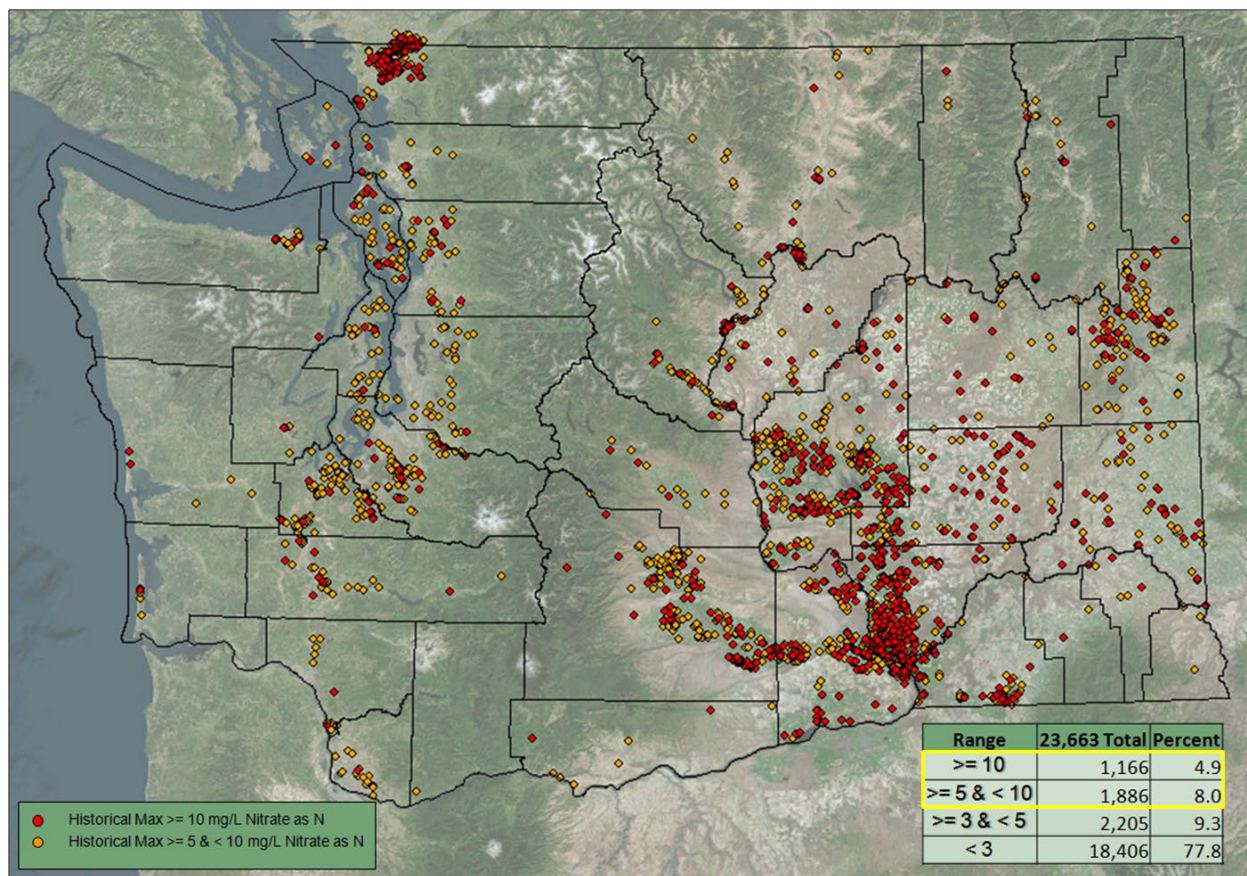 Range 23,663 Total Percent
>= 10 1,166 4.9
>= 5 & < 10 1,886 8.0
>= 3 & < 5 2,205 9.3
< 3 18,406 77.8
Historical Max >= 10 mg/L Nitrate as N
Historical Max >= 5 & < 10 mg/L Nitrate as N